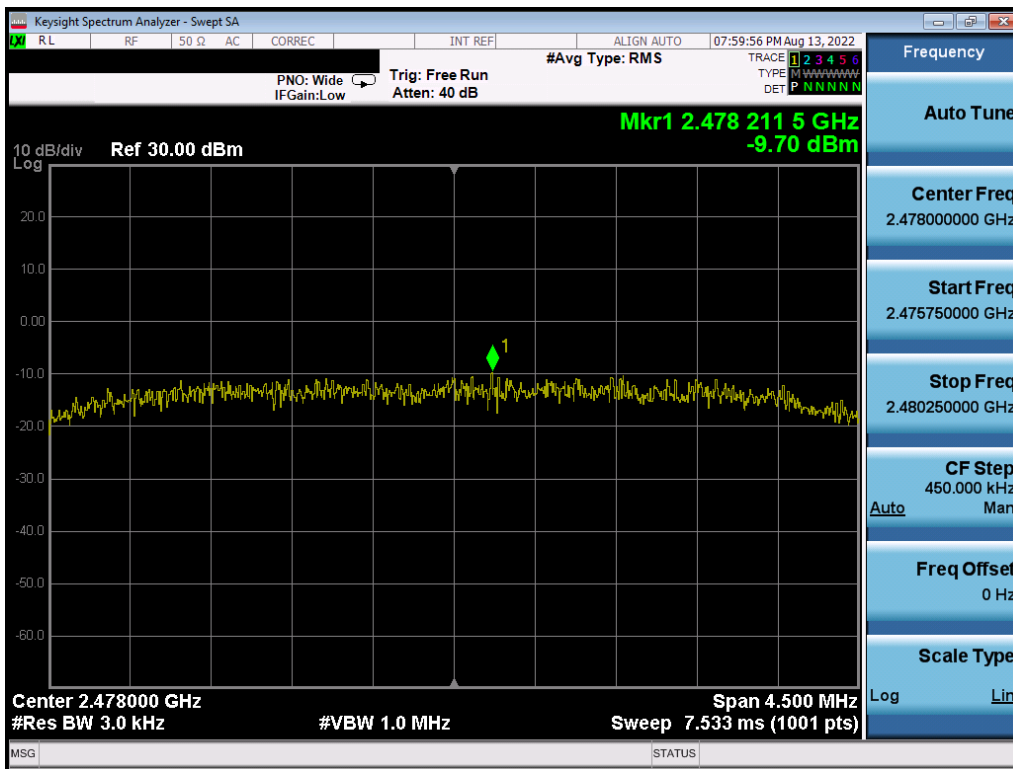 Keysight Spectrum Analyzer - Swept SA
LXI RL RF 50 Ω AC CORREC INT REF ALIGN AUTO 07:59:56 PM Aug 13, 2022
PNO: Wide
IFGain:Low
Trig: Free Run
Atten: 40 dB
#Avg Type: RMS
TRACE 1 2 3 4 5 6
TYPE M W W W W W
DET P N N N N N
Mkr1 2.478 211 5 GHz
-9.70 dBm
10 dB/div Ref 30.00 dBm
Log
20.0
10.0
0.00
1
-10.0
-20.0
-30.0
-40.0
-50.0
-60.0
Center 2.478000 GHz Span 4.500 MHz
#Res BW 3.0 kHz #VBW 1.0 MHz Sweep 7.533 ms (1001 pts)
MSG STATUS
Frequency
Auto Tune
Center Freq
2.478000000 GHz
Start Freq
2.475750000 GHz
Stop Freq
2.480250000 GHz
CF Step
450.000 kHz
Auto Man
Freq Offset
0 Hz
Scale Type
Log Lin